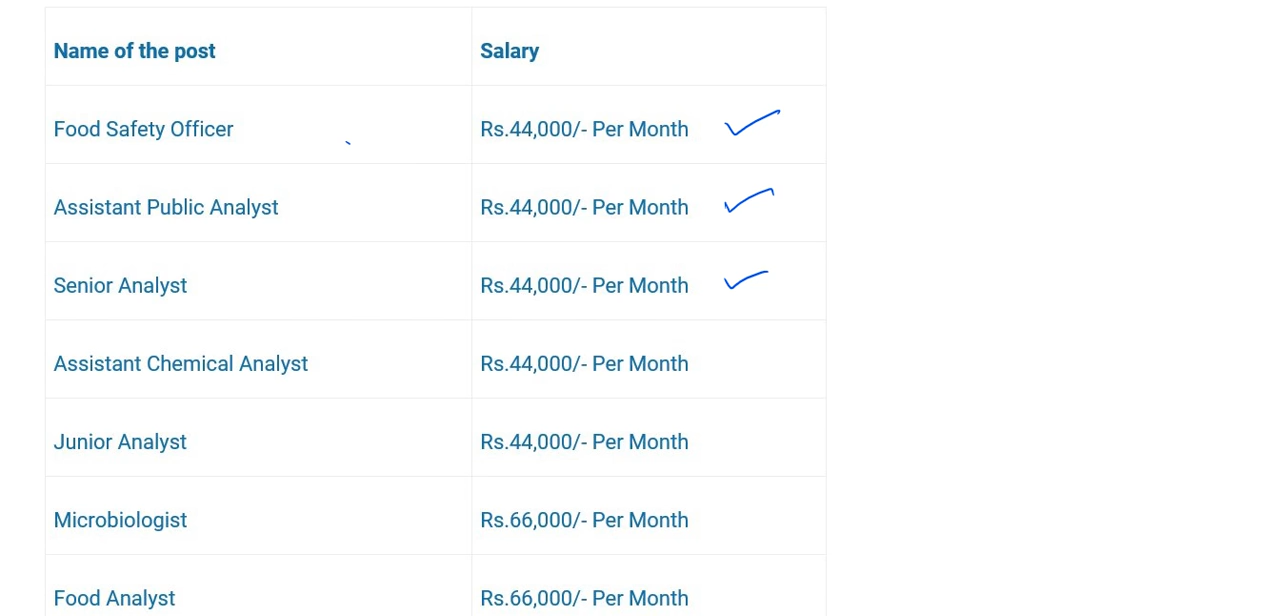 Name of the post Salary
Food Safety Officer Rs.44,000/- Per Month
Assistant Public Analyst Rs.44,000/- Per Month
Senior Analyst Rs.44,000/- Per Month
Assistant Chemical Analyst Rs.44,000/- Per Month
Junior Analyst Rs.44,000/- Per Month
Microbiologist Rs.66,000/- Per Month
Food Analyst Rs.66,000/- Per Month